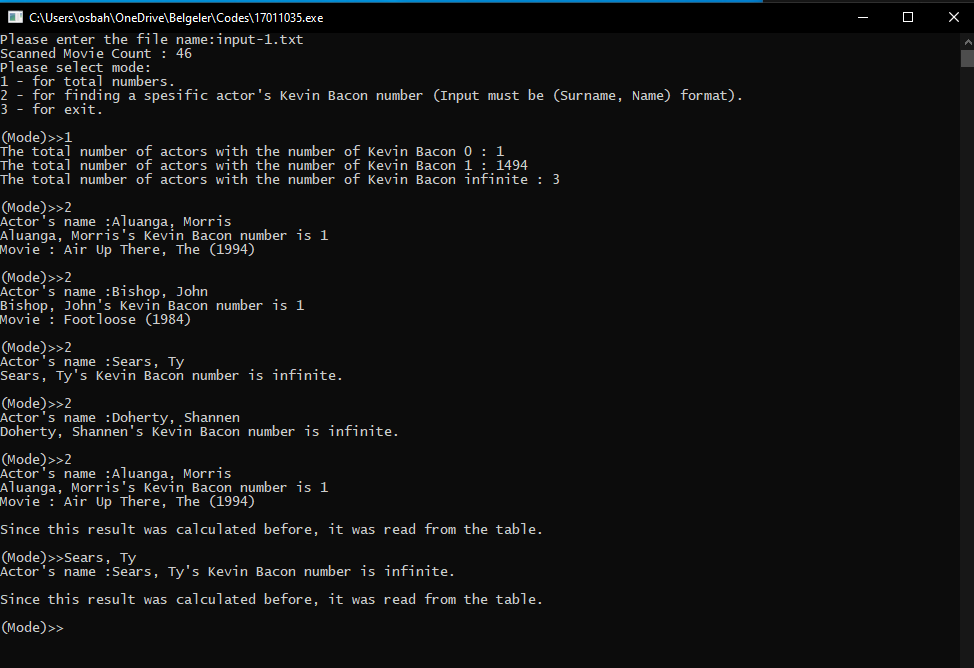 C:\Users\osbah\OneDrive\Belgeler\Codes\17011035.exe
Please enter the file name:input-1.txt
Scanned Movie Count : 46
Please select mode:
1 - for total numbers.
2 - for finding a spesific actor's Kevin Bacon number (Input must be (Surname, Name) format).
3 - for exit.
(Mode)>>1
The total number of actors with the number of Kevin Bacon 0 : 1
The total number of actors with the number of Kevin Bacon 1 : 1494
The total number of actors with the number of Kevin Bacon infinite : 3
(Mode)>>2
Actor's name :Aluanga, Morris
Aluanga, Morris's Kevin Bacon number is 1
Movie : Air Up There, The (1994)
(Mode)>>2
Actor's name :Bishop, John
Bishop, John's Kevin Bacon number is 1
Movie : Footloose (1984)
(Mode)>>2
Actor's name :Sears, Ty
Sears, Ty's Kevin Bacon number is infinite.
(Mode)>>2
Actor's name :Doherty, Shannen
Doherty, Shannen's Kevin Bacon number is infinite.
(Mode)>>2
Actor's name :Aluanga, Morris
Aluanga, Morris's Kevin Bacon number is 1
Movie : Air Up There, The (1994)
Since this result was calculated before, it was read from the table.
(Mode)>>Sears, Ty
Actor's name :Sears, Ty's Kevin Bacon number is infinite.
Since this result was calculated before, it was read from the table.
(Mode)>>